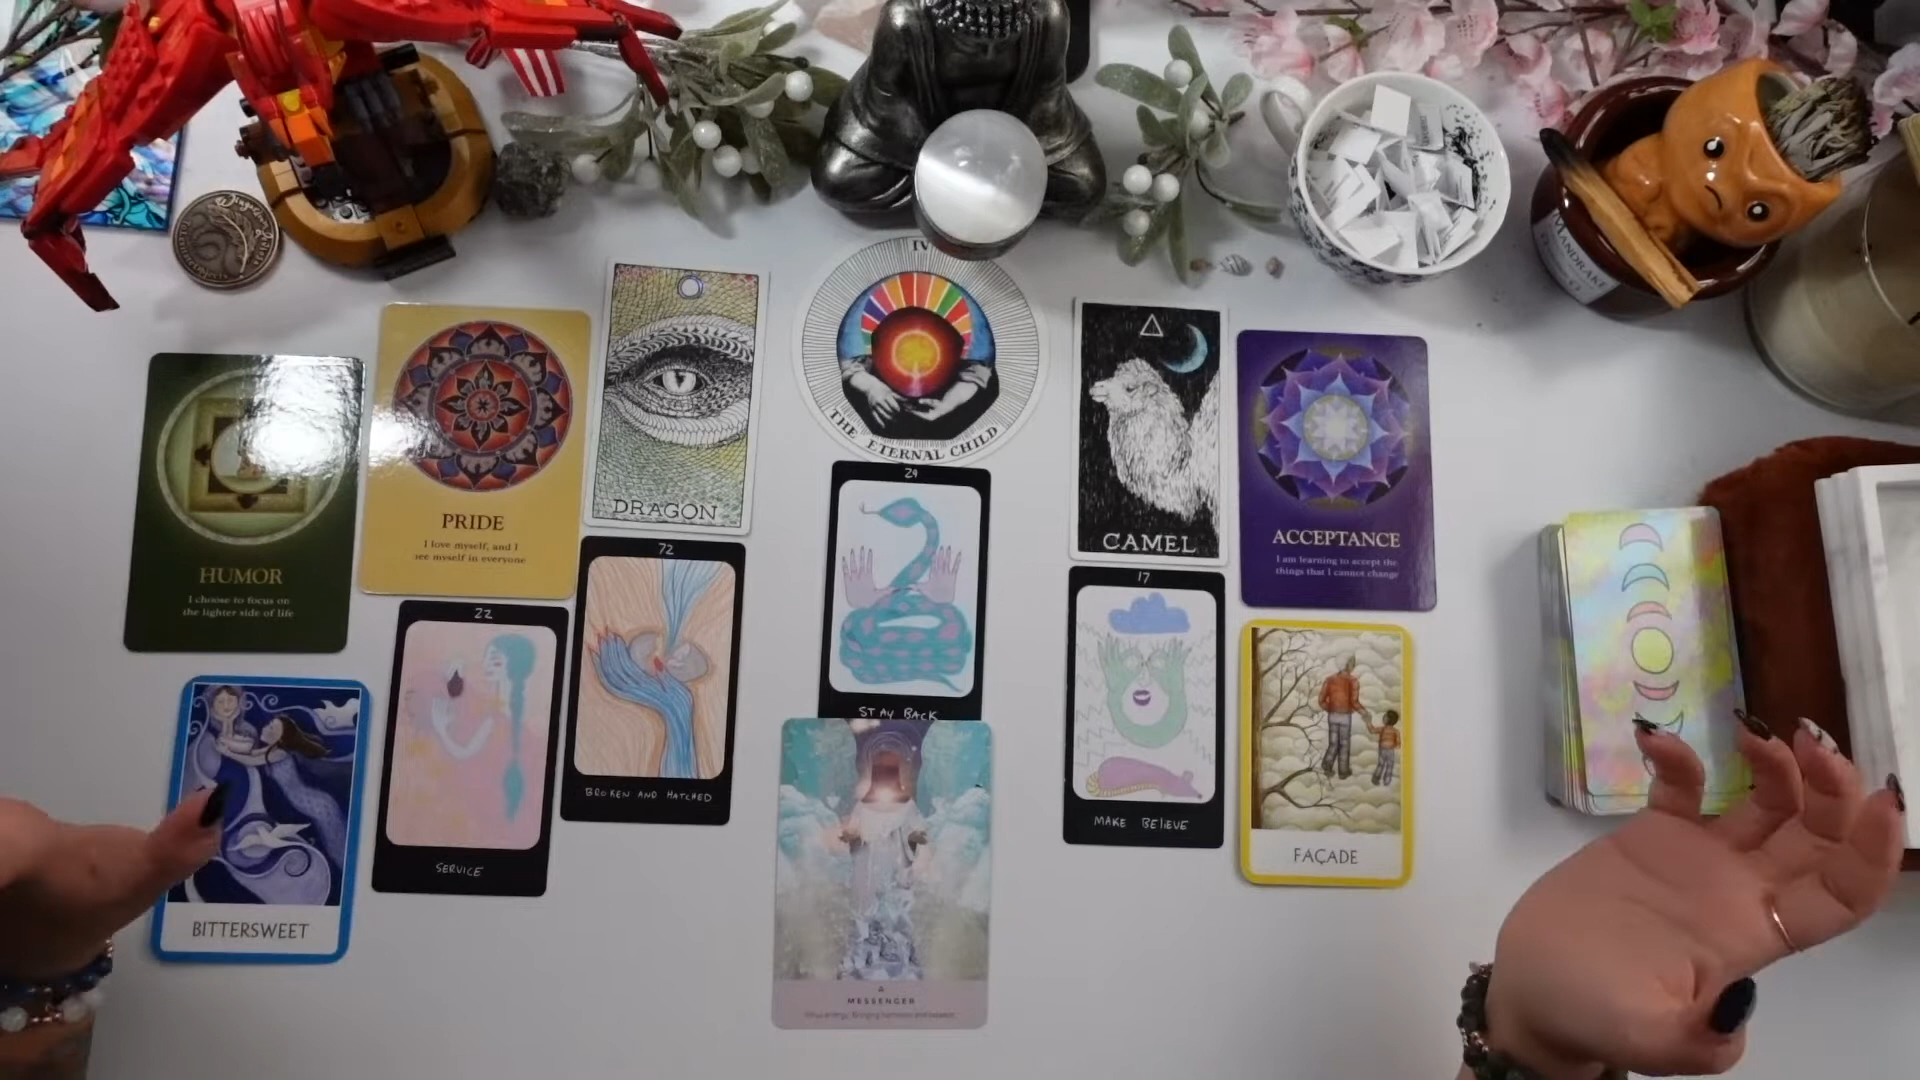 IV
THE ETERNAL CHILD
DRAGON
CAMEL
PRIDE
I love myself, and I
see myself in everyone
ACCEPTANCE
I am learning to accept the
things that I cannot change
HUMOR
I choose to focus on
the lighter side of life
24
STAY BACK
72
BROKEN AND HATCHED
17
MAKE BELIEVE
22
SERVICE
FAÇADE
BITTERSWEET
MESSENGER
MANDRAKE